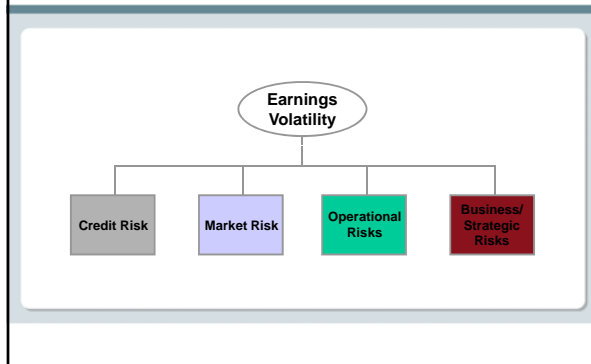 Earnings
Volatility
Credit Risk
Market Risk
Operational
Risks
Business/
Strategic
Risks